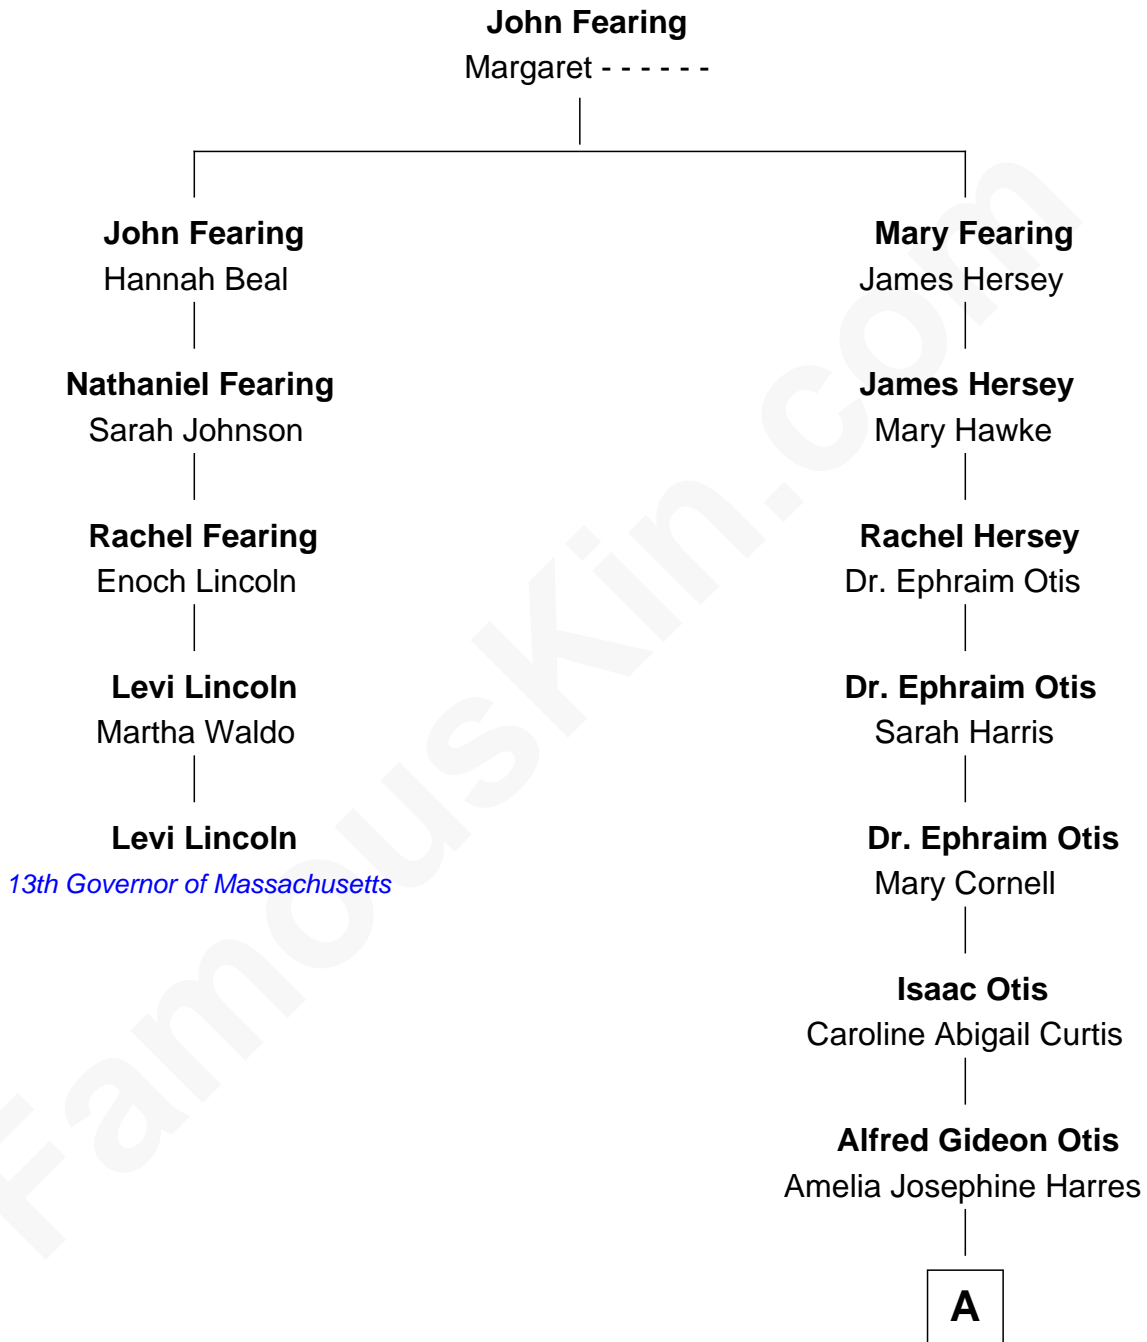 John Fearing
Margaret - - - - - -
John Fearing
Hannah Beal
Mary Fearing
James Hersey
Nathaniel Fearing
Sarah Johnson
James Hersey
Mary Hawke
Rachel Fearing
Enoch Lincoln
Rachel Hersey
Dr. Ephraim Otis
Levi Lincoln
Martha Waldo
Dr. Ephraim Otis
Sarah Harris
Levi Lincoln
13th Governor of Massachusetts
Dr. Ephraim Otis
Mary Cornell
Isaac Otis
Caroline Abigail Curtis
Alfred Gideon Otis
Amelia Josephine Harres
A
FamousKin.com